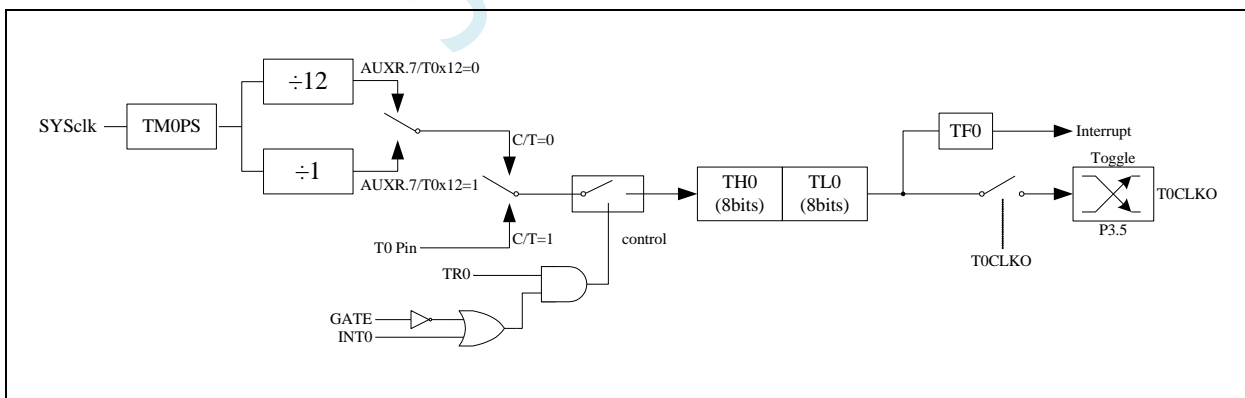 AUXR.7/T0x12=0
÷12
SYSclk
TM0PS
C/T=0
÷1
AUXR.7/T0x12=1
T0 Pin
C/T=1
control
TR0
GATE
INT0
TH0
(8bits)
TL0
(8bits)
TF0
Interrupt
Toggle
T0CLKO
P3.5
T0CLKO